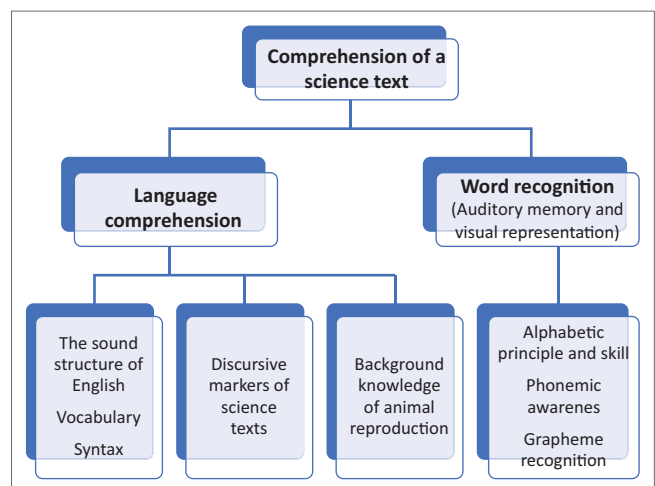 Comprehension of a
science text
Language
comprehension
Word recognition
(Auditory memory and
visual representation)
The sound
structure of
English
Vocabulary
Syntax
Discursive
markers of
science
texts
Background
knowledge
of animal
reproduction
Alphabetic
principle and skill
Phonemic
awarenes
Grapheme
recognition